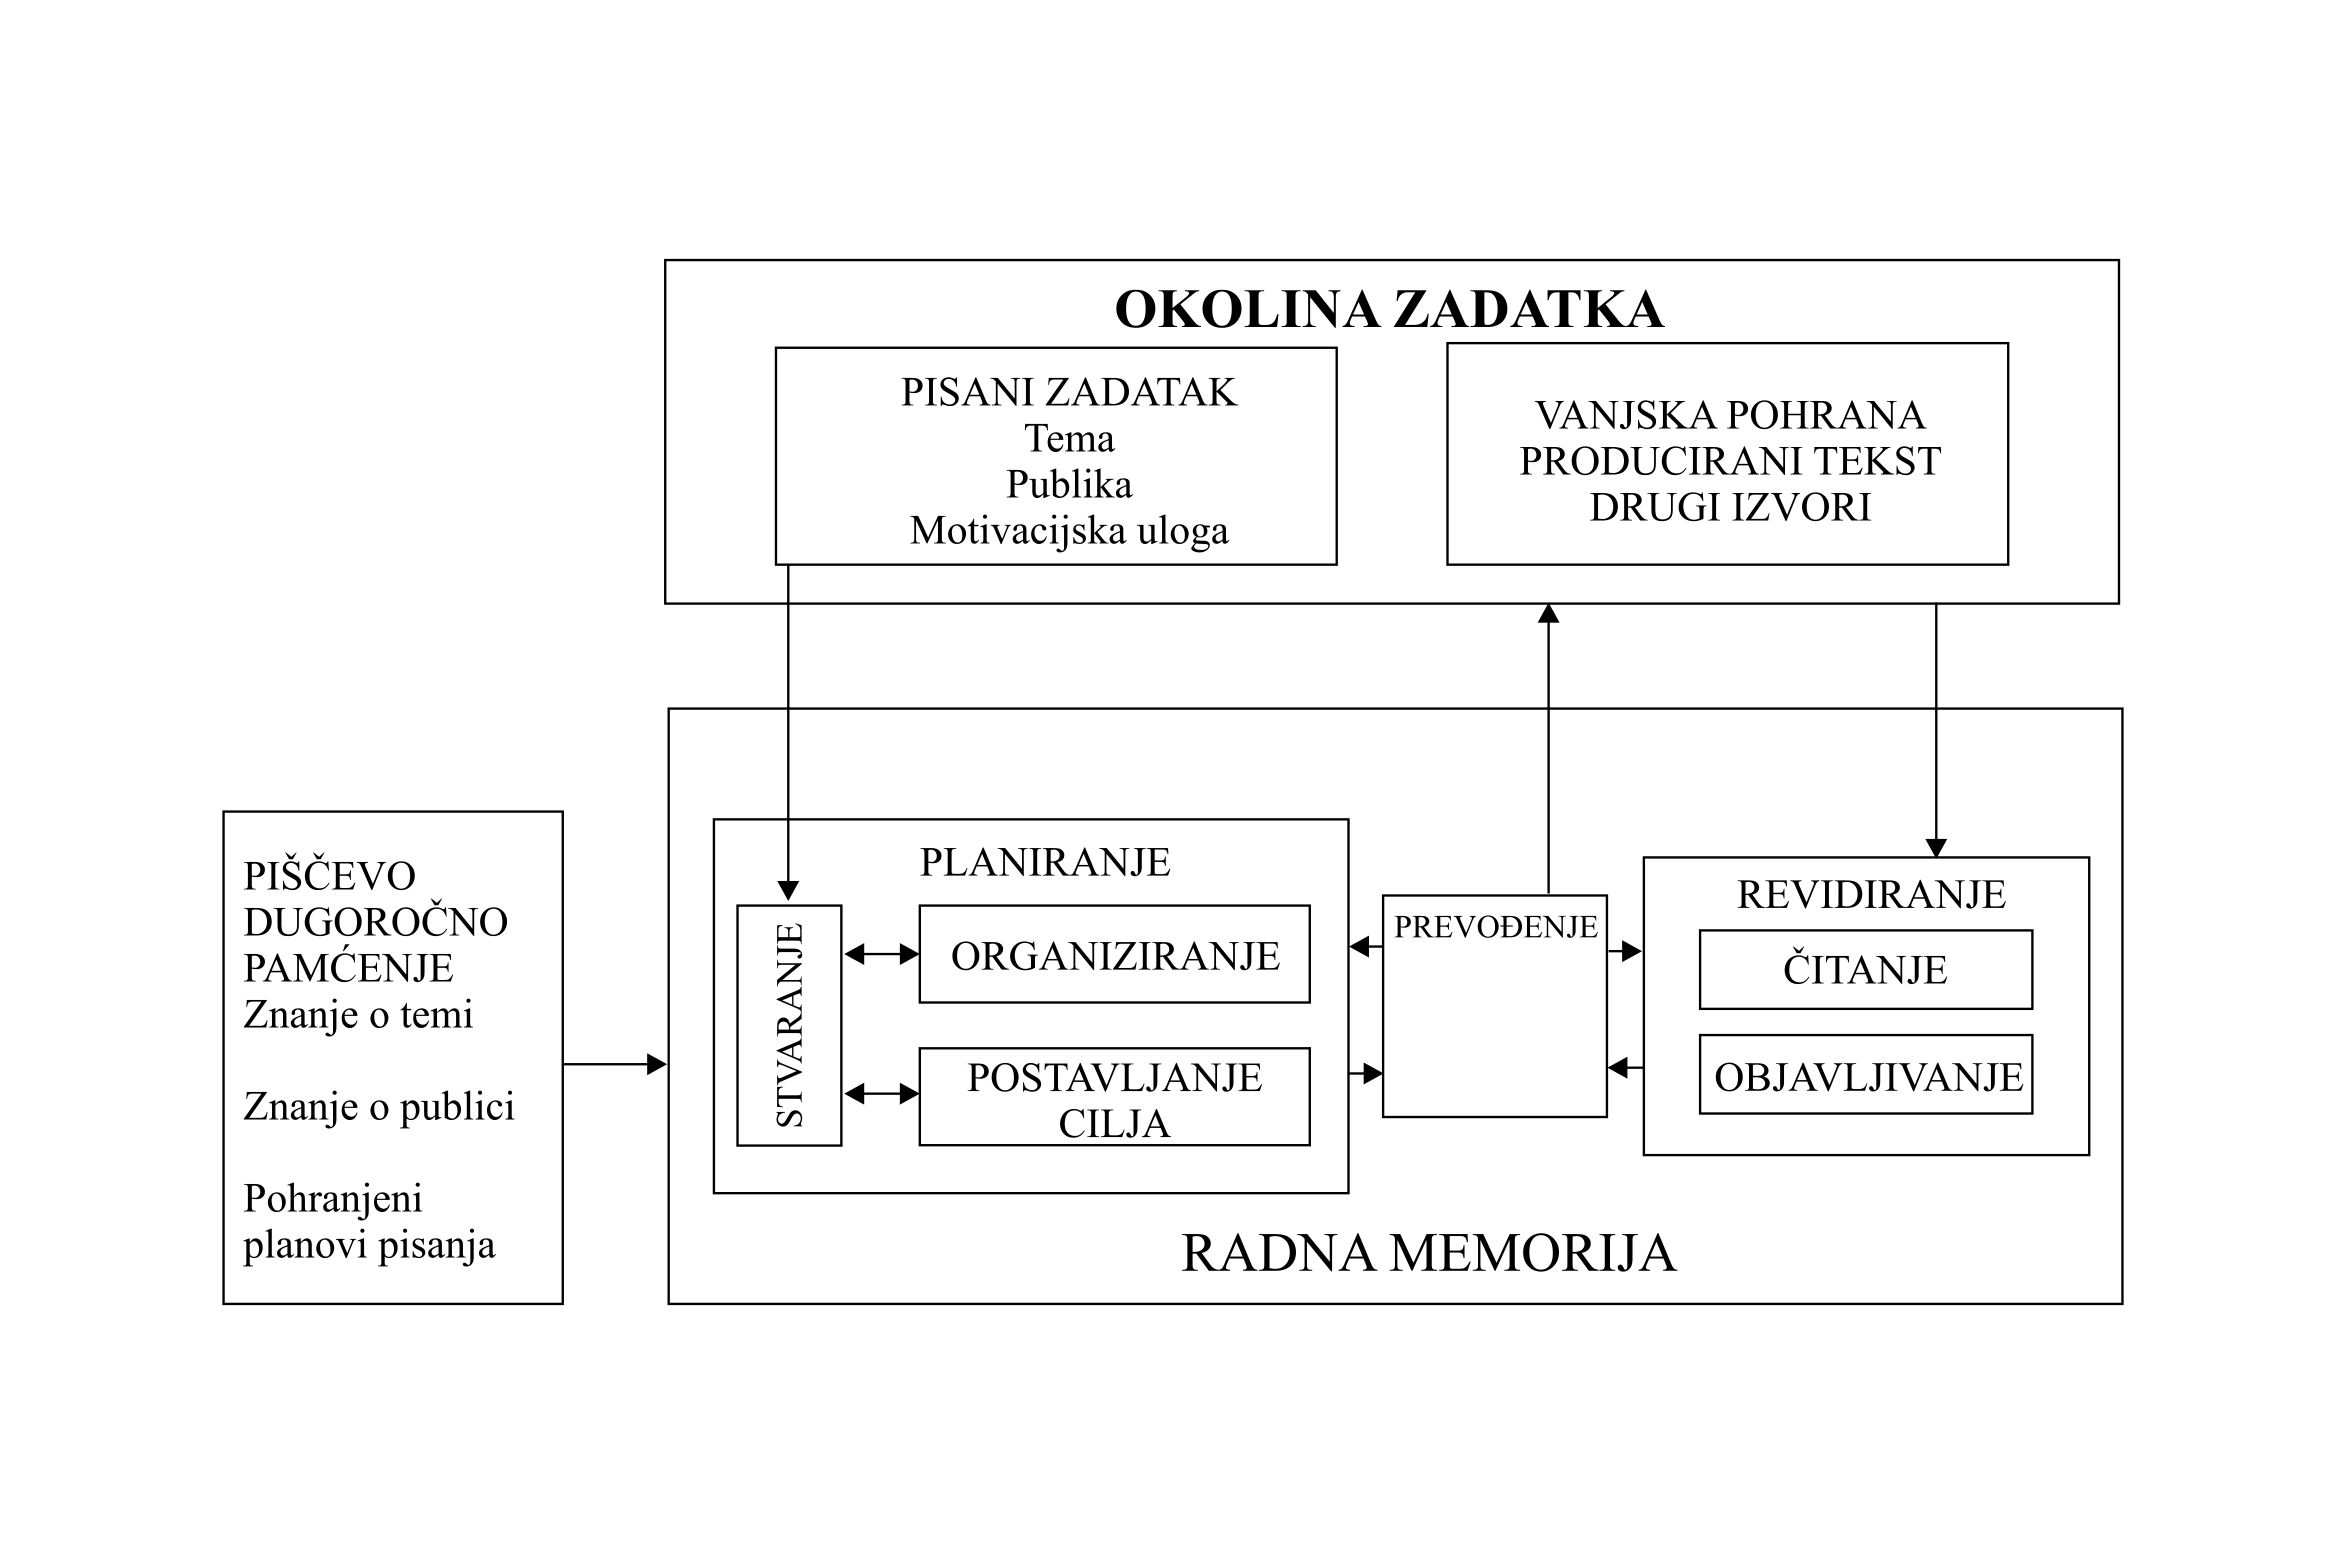 OKOLINA ZADATKA
PISANI ZADATAK
Tema
Publika
Motivacijska uloga
VANJSKA POHRANA
PRODUCIRANI TEKST
DRUGI IZVORI
PIŠČEVO
DUGOROČNO
PAMĆENJE
Znanje o temi
Znanje o publici
Pohranjeni
planovi pisanja
PLANIRANJE
STVARANJE
ORGANIZIRANJE
POSTAVLJANJE
CILJA
PREVOĐENJE
REVIDIRANJE
ČITANJE
OBJAVLJIVANJE
RADNA MEMORIJA